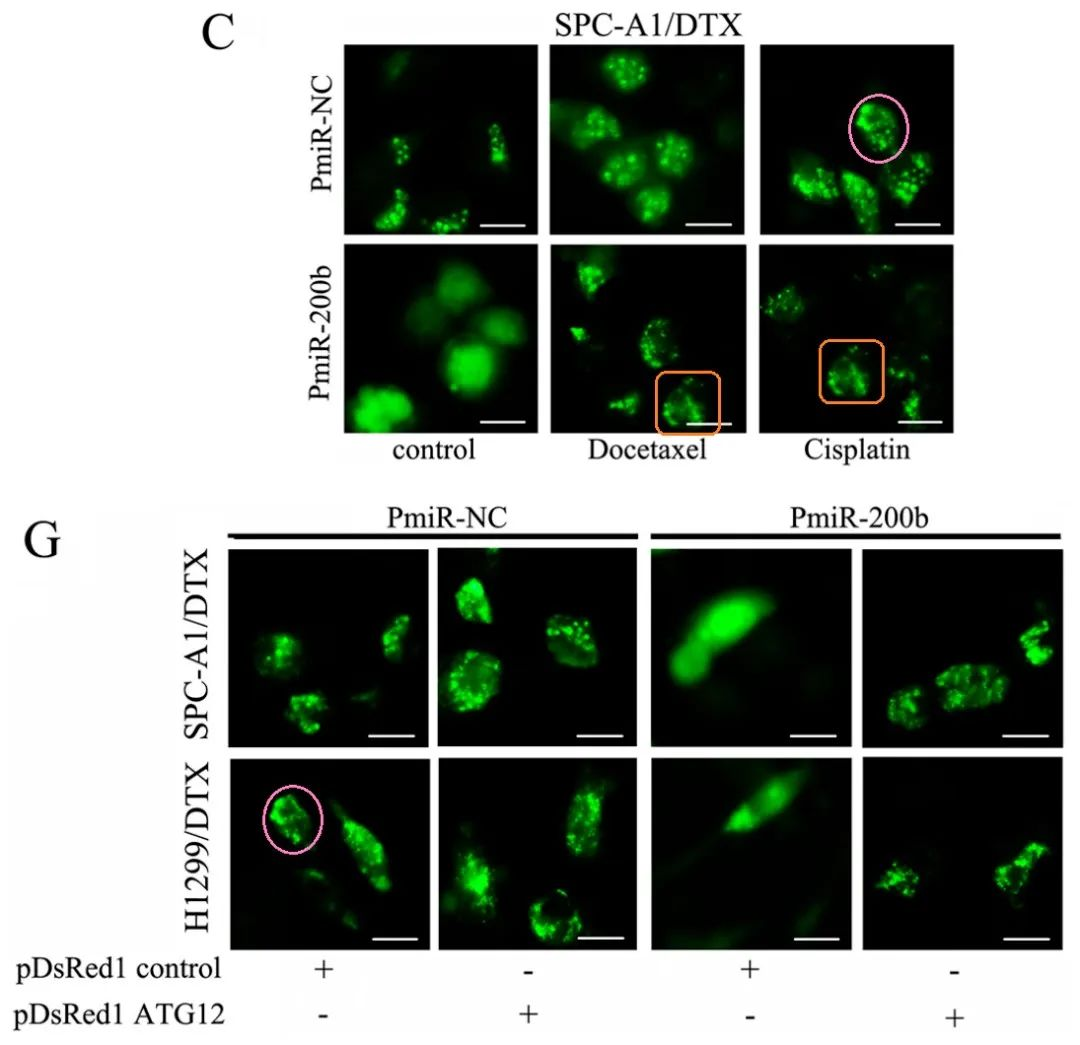 C
SPC-A1/DTX
PmiR-NC
PmiR-200b
control Docetaxel Cisplatin
G
PmiR-NC PmiR-200b
SPC-A1/DTX
H1299/DTX
pDsRed1 control + - + -
pDsRed1 ATG12 - + - +